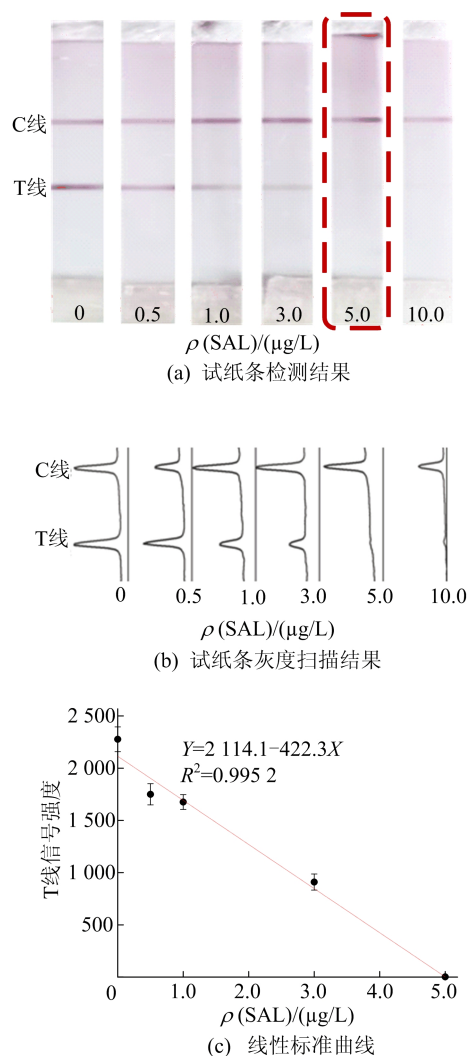 C线
T线
0 0.5 1.0 3.0 5.0 10.0
ρ (SAL)/(μg/L)
(a) 试纸条检测结果
C线
T线
0 0.5 1.0 3.0 5.0 10.0
ρ (SAL)/(μg/L)
(b) 试纸条灰度扫描结果
2 500
2 000
1 500
1 000
500
T线信号强度
Y=2 114.1−422.3X
R²=0.995 2
0 1.0 2.0 3.0 4.0 5.0
ρ (SAL)/(μg/L)
(c) 线性标准曲线